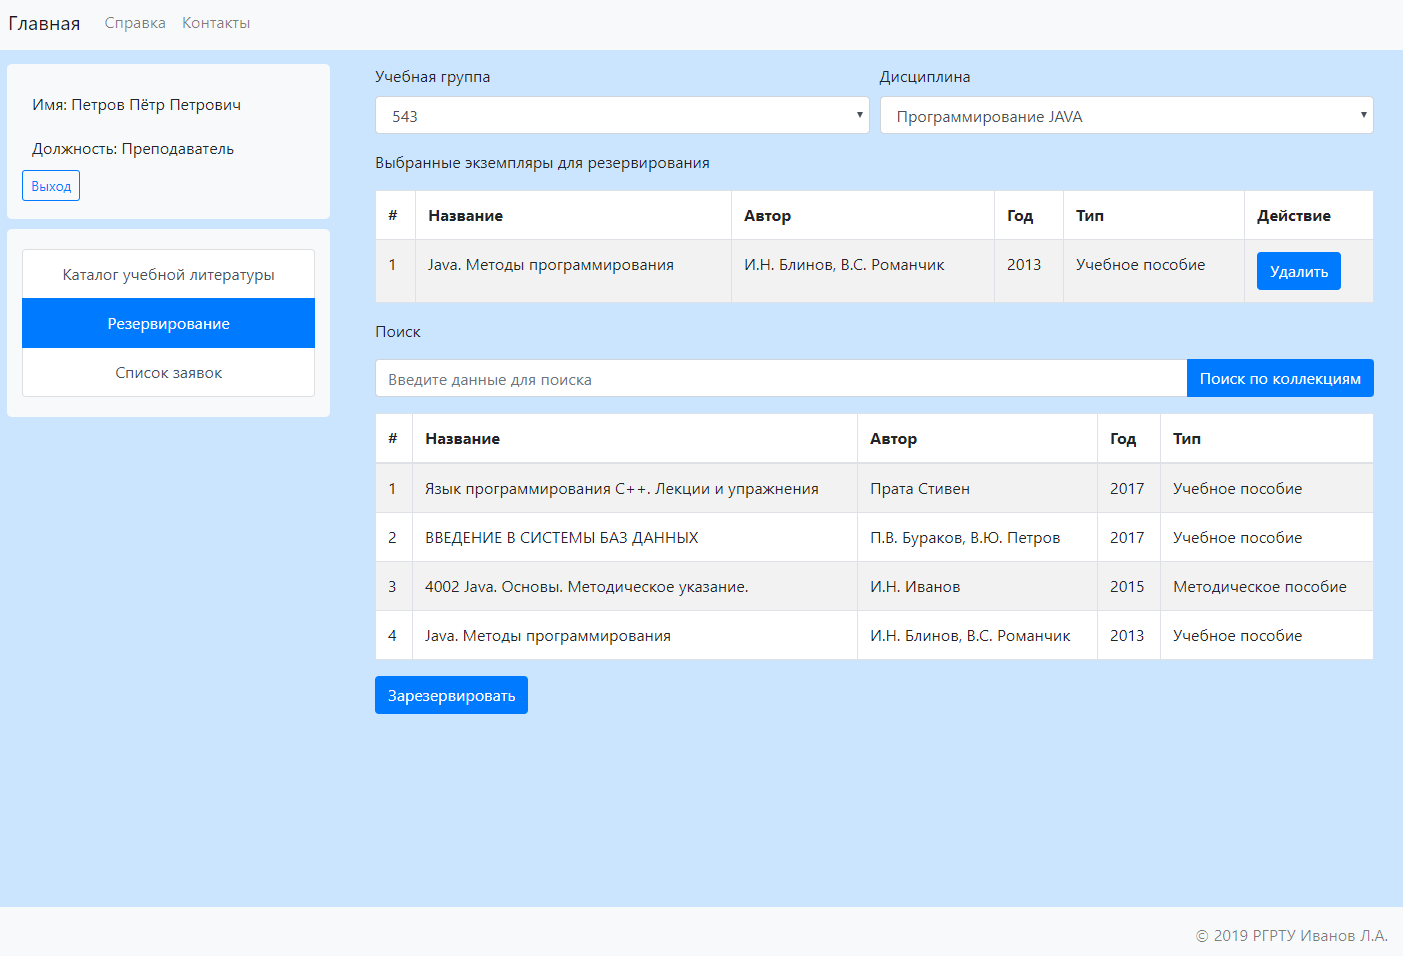 Главная Справка Контакты
Имя: Петров Пётр Петрович
Должность: Преподаватель
Выход
Каталог учебной литературы
Резервирование
Список заявок
Учебная группа Дисциплина
543 Программирование JAVA
Выбранные экземпляры для резервирования
# Название Автор Год Тип Действие
1 Java. Методы программирования И.Н. Блинов, В.С. Романчик 2013 Учебное пособие Удалить
Поиск
Введите данные для поиска Поиск по коллекциям
# Название Автор Год Тип
1 Язык программирования C++. Лекции и упражнения Прата Стивен 2017 Учебное пособие
2 ВВЕДЕНИЕ В СИСТЕМЫ БАЗ ДАННЫХ П.В. Бураков, В.Ю. Петров 2017 Учебное пособие
3 4002 Java. Основы. Методическое указание. И.Н. Иванов 2015 Методическое пособие
4 Java. Методы программирования И.Н. Блинов, В.С. Романчик 2013 Учебное пособие
Зарезервировать
© 2019 РГРТУ Иванов Л.А.